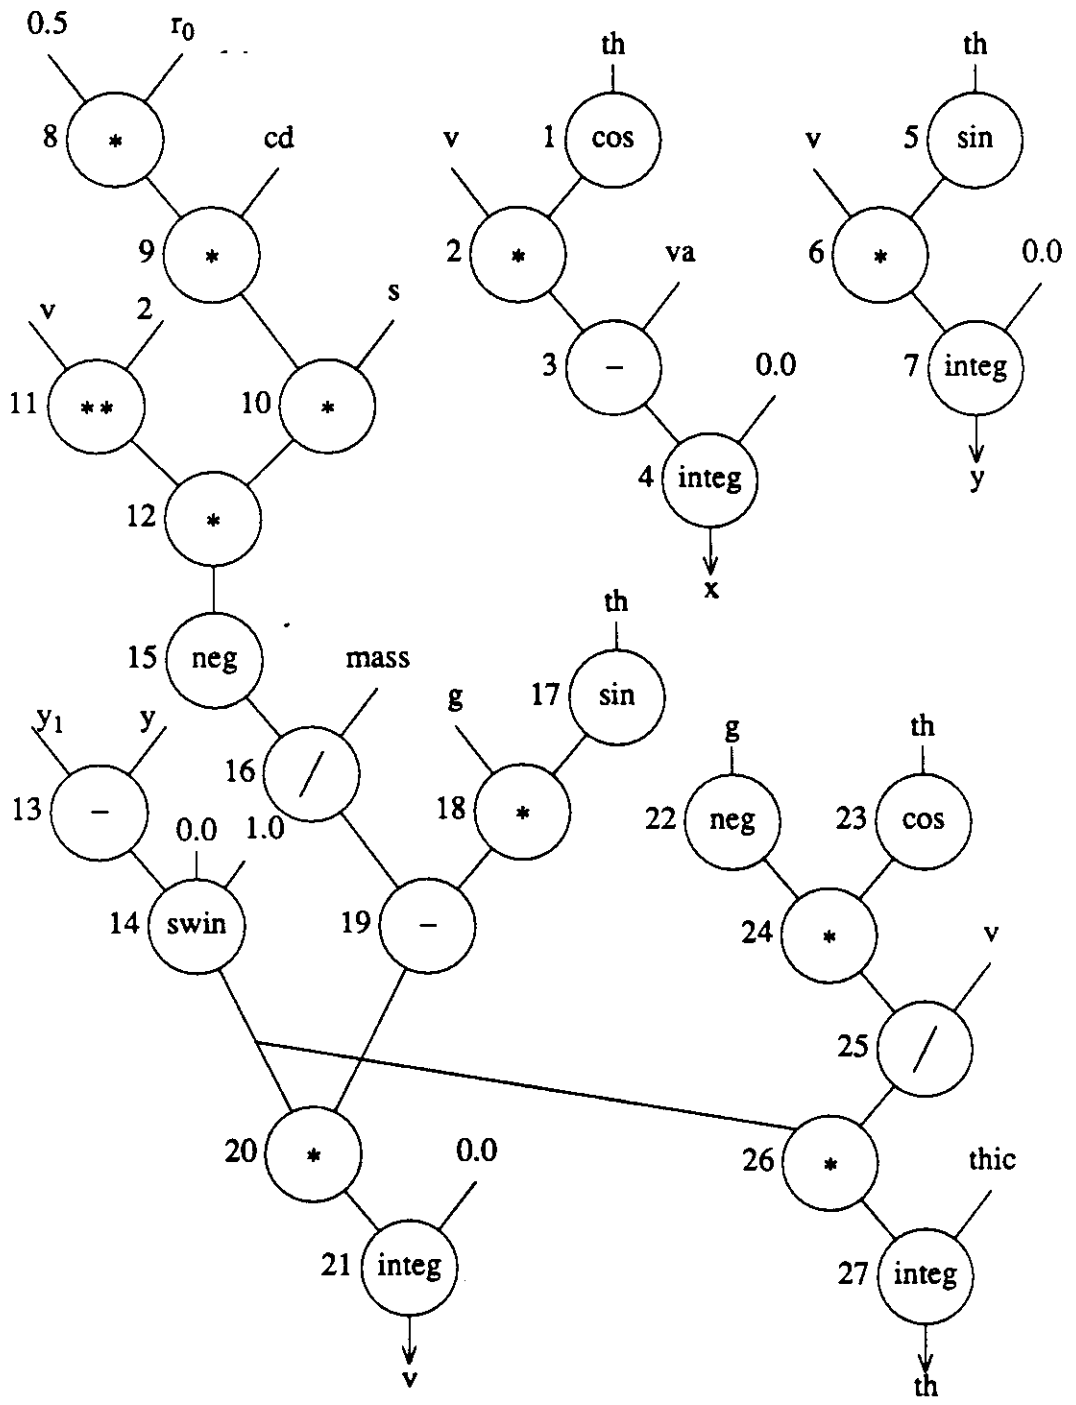 0.5 r₀
th th
8 * cd v 1 cos v 5 sin
9 * 2 * va 6 * 0.0
v 2 s
11 ** 10 * 3 − 0.0 7 integ
12 * 4 integ y
x
th
15 neg mass 17 sin
y₁ y g g th
16 / 18 *
13 − 0.0 1.0 22 neg 23 cos
14 swin 19 − 24 * v
25 /
20 * 0.0 26 * thic
21 integ 27 integ
v th